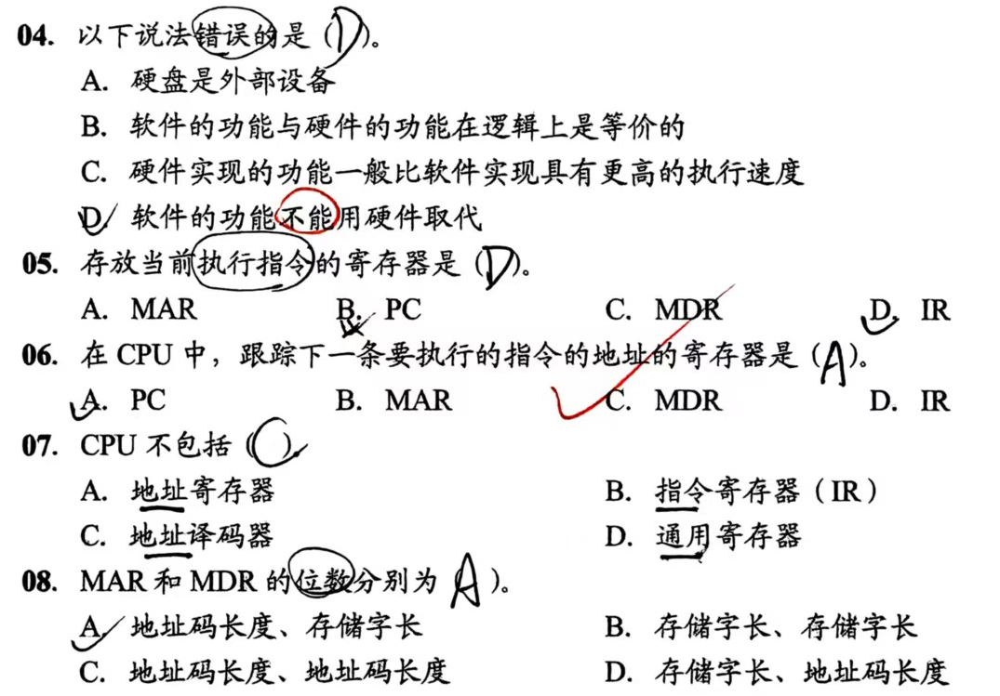 04. 以下说法错误的是（D）。
A. 硬盘是外部设备
B. 软件的功能与硬件的功能在逻辑上是等价的
C. 硬件实现的功能一般比软件实现具有更高的执行速度
D. 软件的功能不能用硬件取代
05. 存放当前执行指令的寄存器是（D）。
A. MAR B. PC C. MDR D. IR
06. 在 CPU 中，跟踪下一条要执行的指令的地址的寄存器是（A）。
A. PC B. MAR C. MDR D. IR
07. CPU 不包括（C）。
A. 地址寄存器 B. 指令寄存器（IR）
C. 地址译码器 D. 通用寄存器
08. MAR 和 MDR 的位数分别为（A）。
A. 地址码长度、存储字长 B. 存储字长、存储字长
C. 地址码长度、地址码长度 D. 存储字长、地址码长度